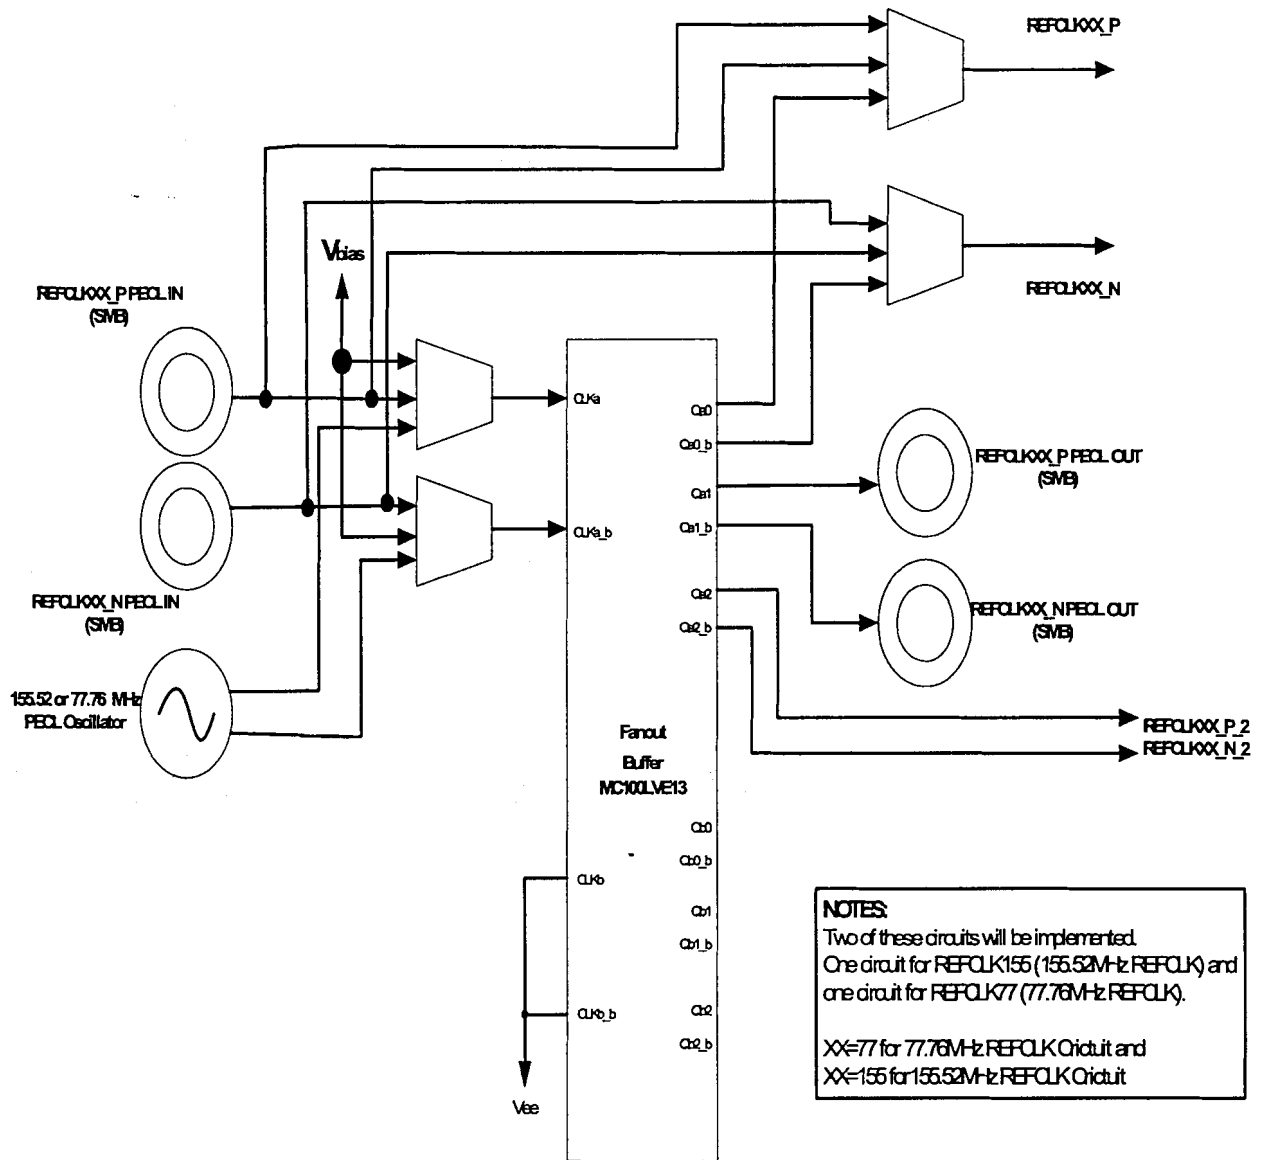 REFCLKXX_P
Vbias
REFCLKXX_P PECL IN
(SMB)
REFCLKXX_N
CLKa
Qa0
Qa0_b
REFCLKXX_P PECL OUT
(SMB)
Qa1
Qa1_b
CLKa_b
REFCLKXX_N PECL IN
(SMB)
Qa2
Qa2_b
REFCLKXX_N PECL OUT
(SMB)
155.52 or 77.76 MHz
PECL Oscillator
REFCLKXX_P_2
REFCLKXX_N_2
Fanout
Buffer
MC100LVE13
Qb0
Qb0_b
CLKb
Qb1
Qb1_b
CLKb_b
Qb2
Qb2_b
Vee
NOTES:
Two of these circuits will be implemented.
One circuit for REFCLK155 (155.52MHz REFCLK) and
one circuit for REFCLK77 (77.76MHz REFCLK).
XX=77 for 77.76MHz REFCLK Crictuit and
XX=155 for 155.52MHz REFCLK Crictuit